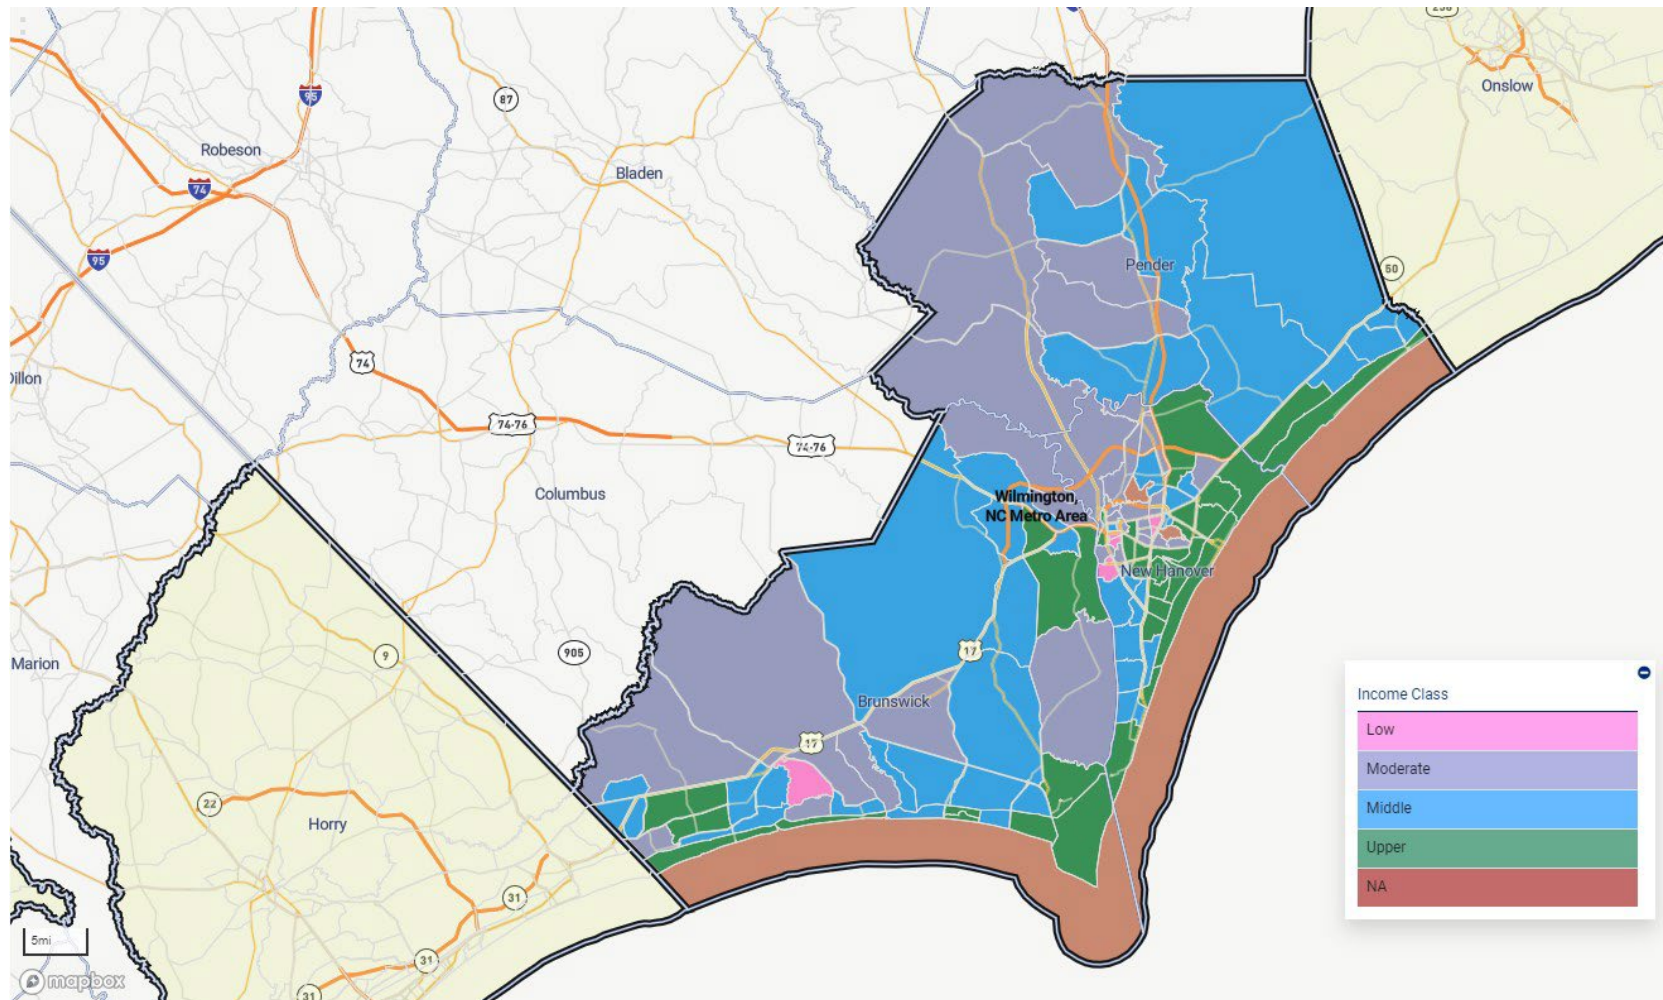 258
Onslow
95
87
Robeson
74
Bladen
95
Pender
50
74
Dillon
74-76
74-76
Columbus
Wilmington,
NC Metro Area
New Hanover
905
9
Marion
17
Brunswick
17
22
Horry
31
31
31
Income Class
Low
Moderate
Middle
Upper
NA
5mi
mapbox